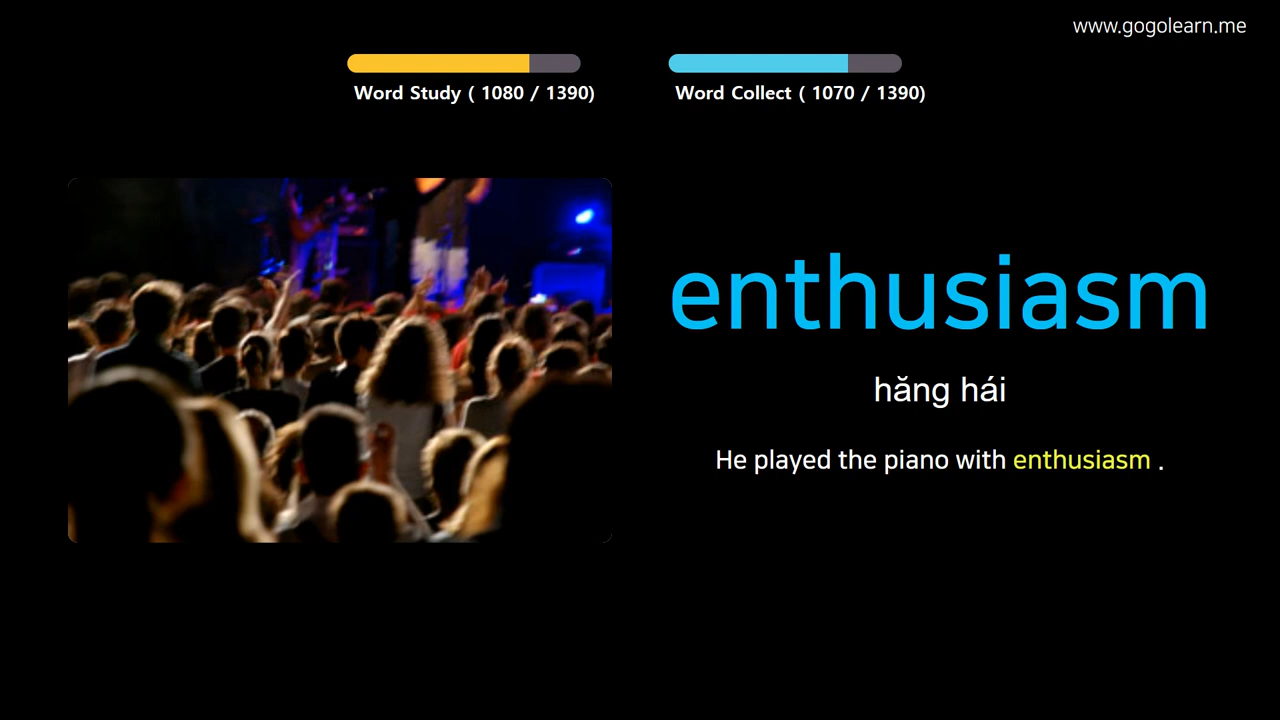 www.gogolearn.me
Word Study ( 1080 / 1390)
Word Collect ( 1070 / 1390)
enthusiasm
hăng hái
He played the piano with enthusiasm .